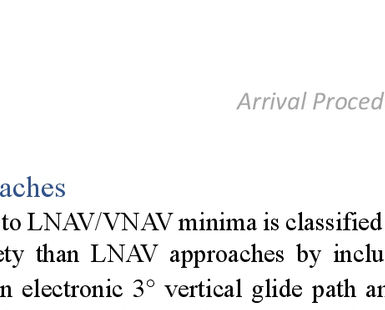 Arrival Proced
aches
to LNAV/VNAV minima is classified
ety than LNAV approaches by inclu
n electronic 3° vertical glide path an